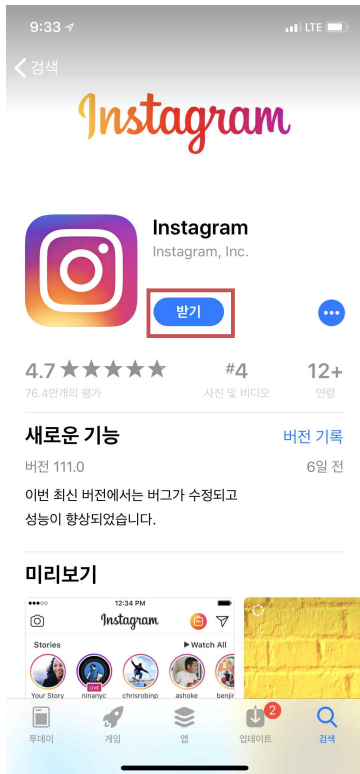 9:33
LTE
검색
Instagram
Instagram
Instagram, Inc.
받기
4.7 ★★★★★
#4
12+
76.4만개의 평가
사진 및 비디오
연령
새로운 기능
버전 기록
버전 111.0
6일 전
이번 최신 버전에서는 버그가 수정되고
성능이 향상되었습니다.
미리보기
12:34 PM
Instagram
Stories
▶ Watch All
Your Story
LIVE
ninanyc
chrisrobinp
ashoke
benjir
2
투데이
게임
앱
업데이트
검색